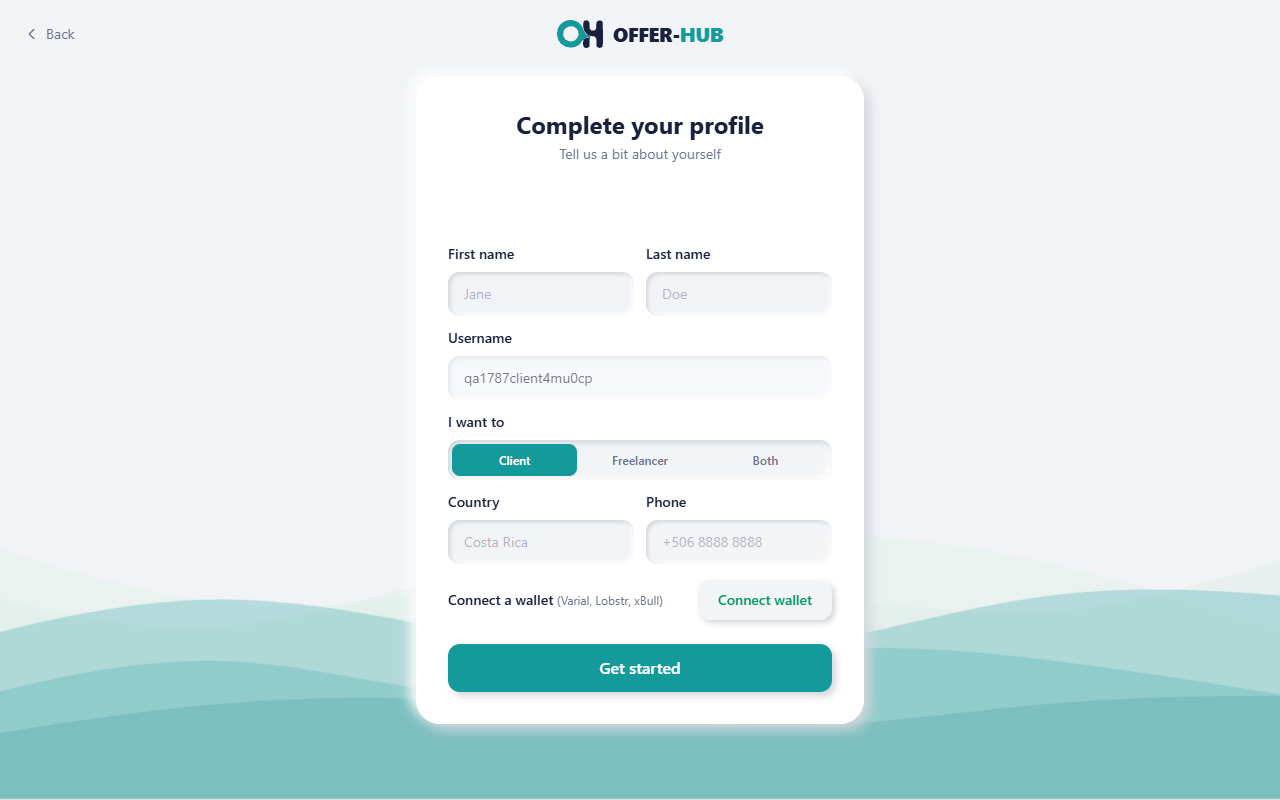 Back
OFFER-HUB
Complete your profile
Tell us a bit about yourself
First name Last name
Jane Doe
Username
qa1787client4mu0cp
I want to
Client Freelancer Both
Country Phone
Costa Rica +506 8888 8888
Connect a wallet (Varial, Lobstr, xBull) Connect wallet
Get started